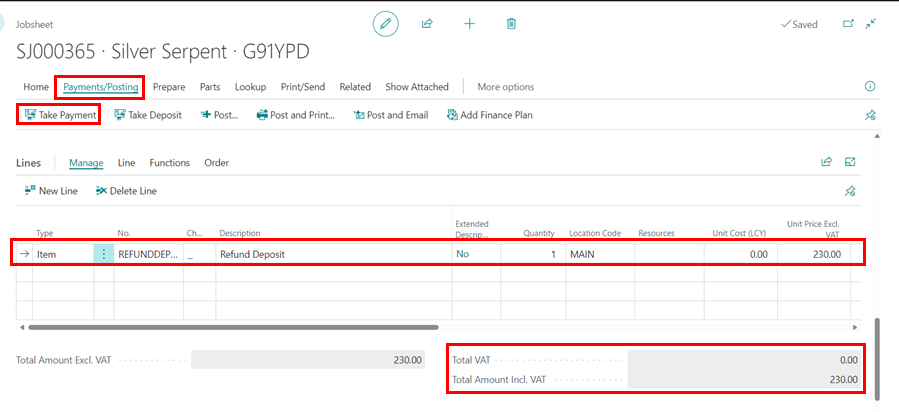 Jobsheet
Saved
SJ000365 · Silver Serpent · G91YPD
Home Payments/Posting Prepare Parts Lookup Print/Send Related Show Attached More options
Take Payment Take Deposit Post... Post and Print... Post and Email Add Finance Plan
Lines Manage Line Functions Order
New Line Delete Line
Type No. Ch... Description Extended Descrip... Quantity Location Code Resources Unit Cost (LCY) Unit Price Excl. VAT
Item REFUNDDEP... _ Refund Deposit No 1 MAIN 0.00 230.00
Total Amount Excl. VAT 230.00 Total VAT 0.00
Total Amount Incl. VAT 230.00